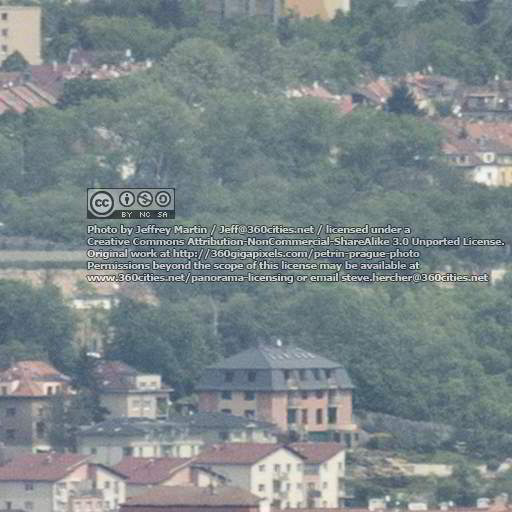 cc
BY NC SA
Photo by Jeffrey Martin / Jeff@360cities.net / licensed under a
Creative Commons Attribution-NonCommercial-ShareAlike 3.0 Unported License.
Original work at http://360gigapixels.com/petrin-prague-photo
Permissions beyond the scope of this license may be available at
www.360cities.net/panorama-licensing or email steve.hercher@360cities.net